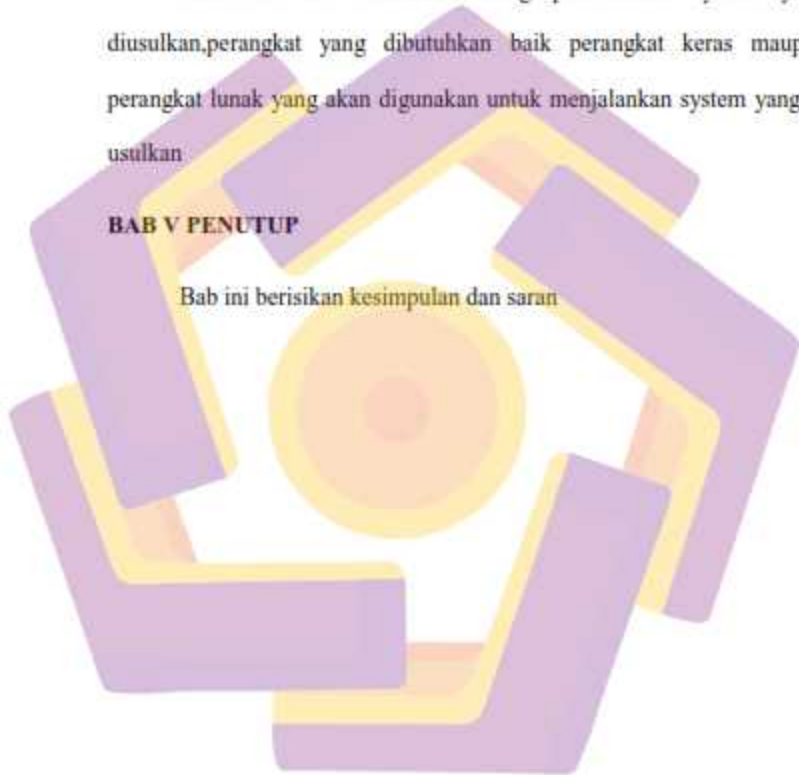 diusulkan,perangkat yang dibutuhkan baik perangkat keras
perangkat lunak yang akan digunakan untuk menjalankan system yang
usulkan
BAB V PENUTUP
Bab ini berisikan kesimpulan dan saran